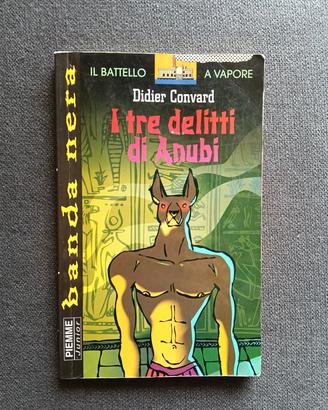 IL BATTELLO A VAPORE
Didier Convard
I tre delitti
di Anubi
banda nera
PIEMME
Junior